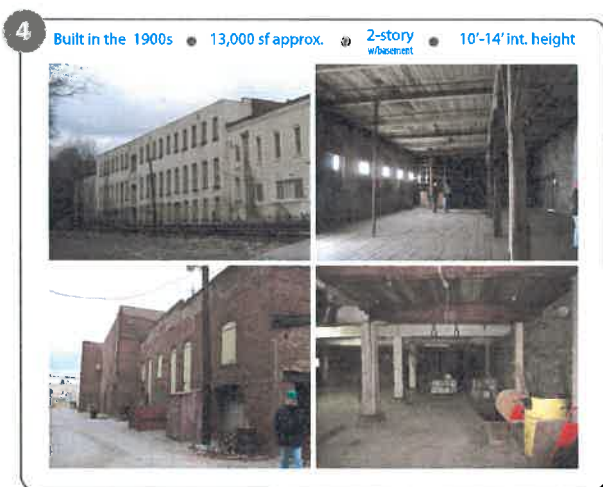 4
Built in the 1900s ● 13,000 sf approx. ● 2-story ● 10'-14' int. height
w/basement